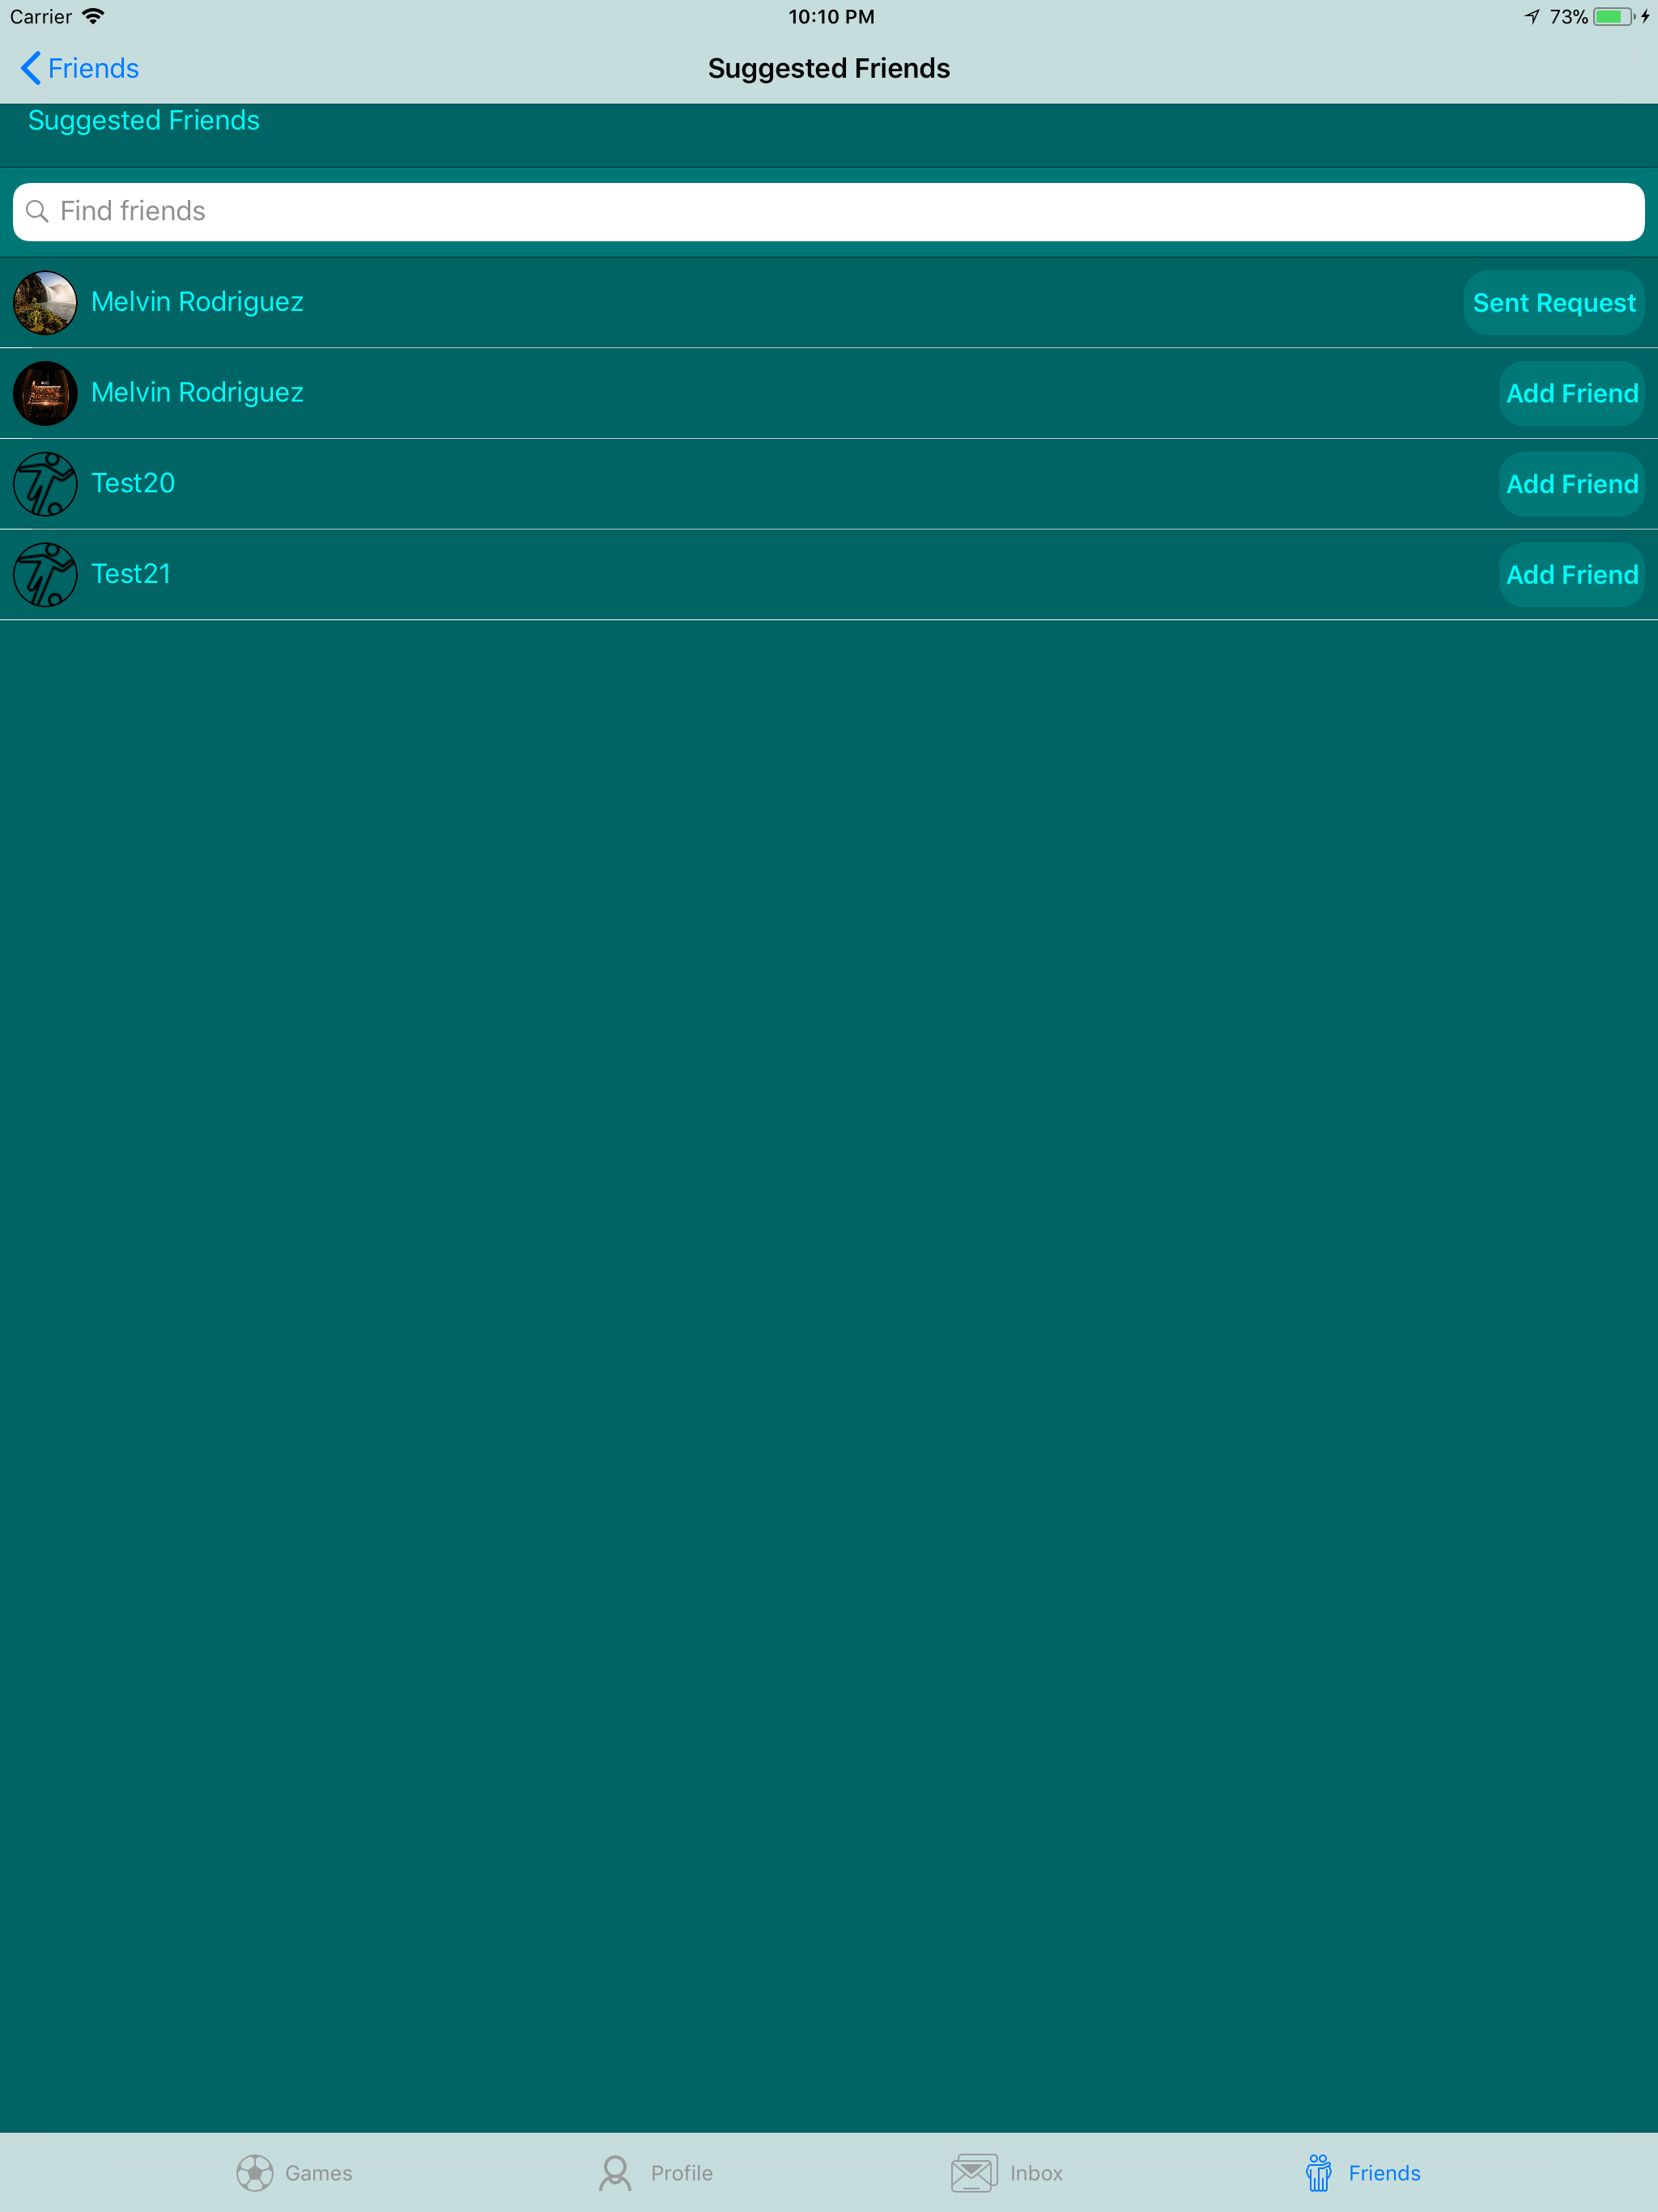 Carrier 10:10 PM 73%
Friends Suggested Friends
Suggested Friends
Find friends
Melvin Rodriguez Sent Request
Melvin Rodriguez Add Friend
Test20 Add Friend
Test21 Add Friend
Games Profile Inbox Friends